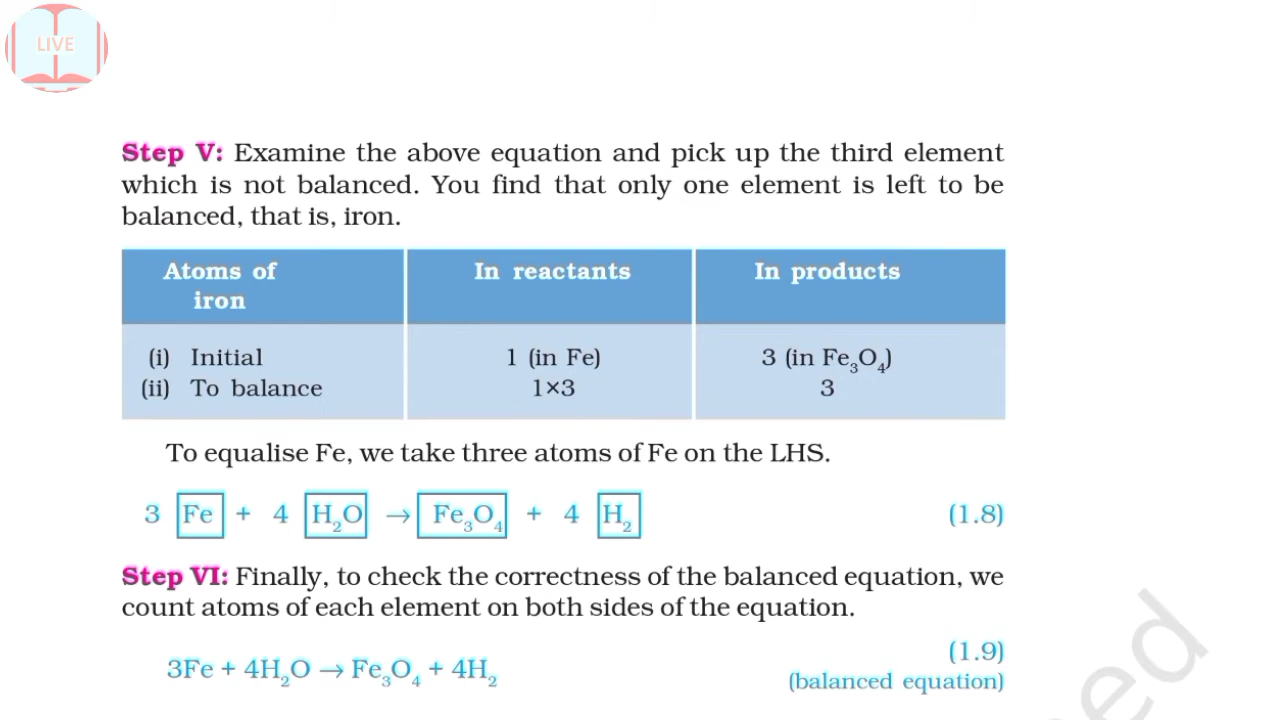 LIVE
Step V: Examine the above equation and pick up the third element
which is not balanced. You find that only one element is left to be
balanced, that is, iron.
Atoms of iron In reactants In products
(i) Initial 1 (in Fe) 3 (in Fe₃O₄)
(ii) To balance 1×3 3
To equalise Fe, we take three atoms of Fe on the LHS.
3 Fe + 4 H₂O → Fe₃O₄ + 4 H₂ (1.8)
Step VI: Finally, to check the correctness of the balanced equation, we
count atoms of each element on both sides of the equation.
(1.9)
3Fe + 4H₂O → Fe₃O₄ + 4H₂ (balanced equation)